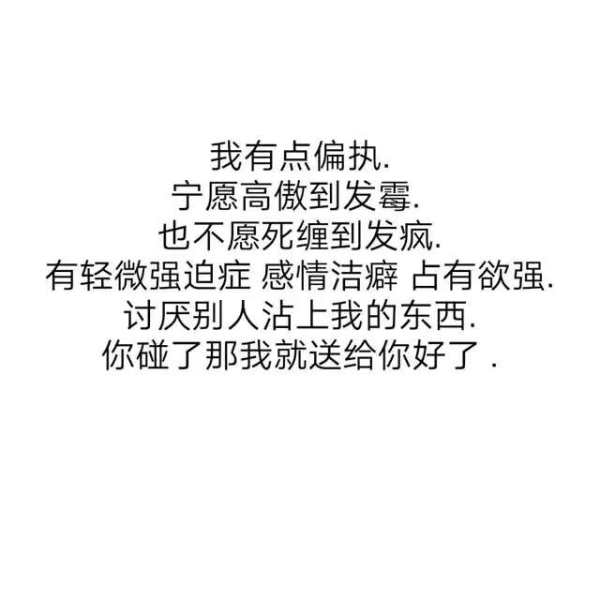 我有点偏执.
宁愿高傲到发霉.
也不愿死缠到发疯.
有轻微强迫症 感情洁癖 占有欲强.
讨厌别人沾上我的东西.
你碰了那我就送给你好了 .